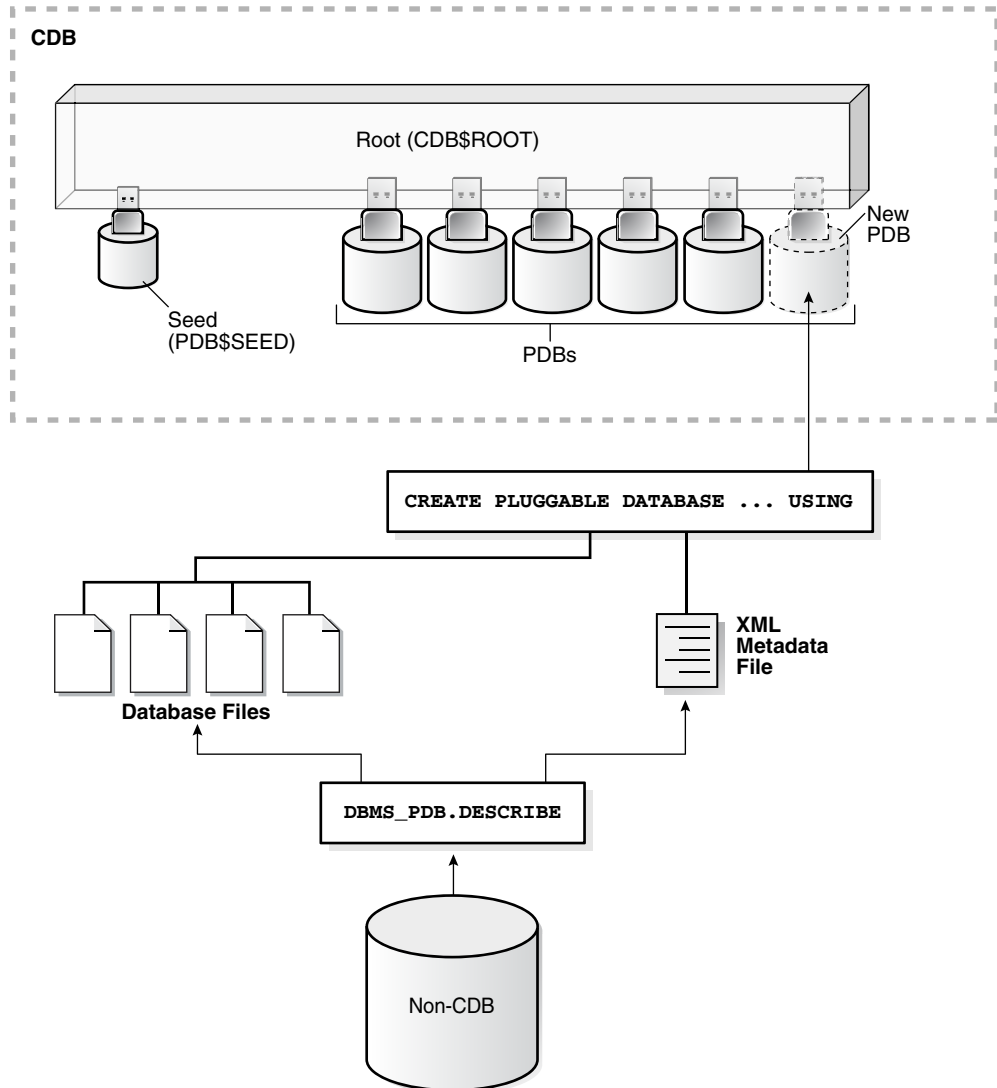 CDB
Root (CDB$ROOT)
New
PDB
Seed
(PDB$SEED)
PDBs
CREATE PLUGGABLE DATABASE ... USING
XML
Metadata
File
Database Files
DBMS_PDB.DESCRIBE
Non-CDB